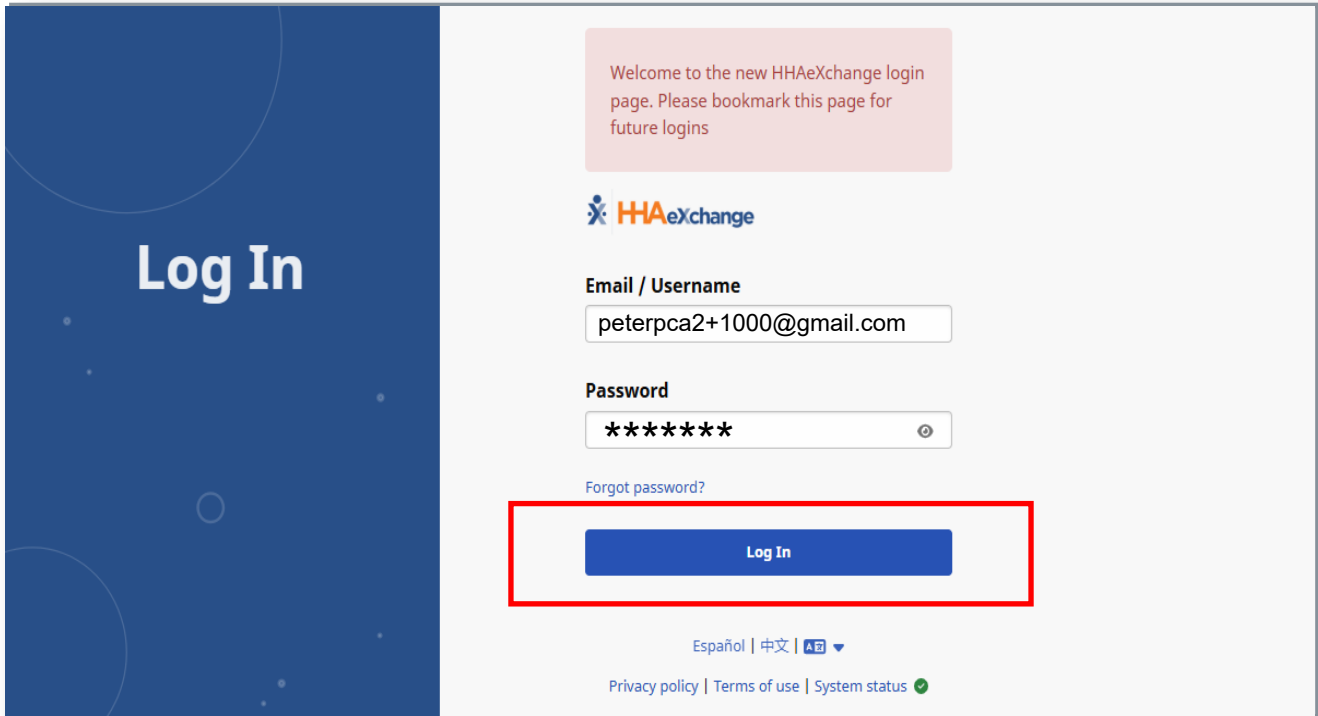 Log In
Welcome to the new HHAeXchange login
page. Please bookmark this page for
future logins
HHAeXchange
Email / Username
peterpca2+1000@gmail.com
Password
*******
Forgot password?
Log In
Español | 中文 | A文
Privacy policy | Terms of use | System status